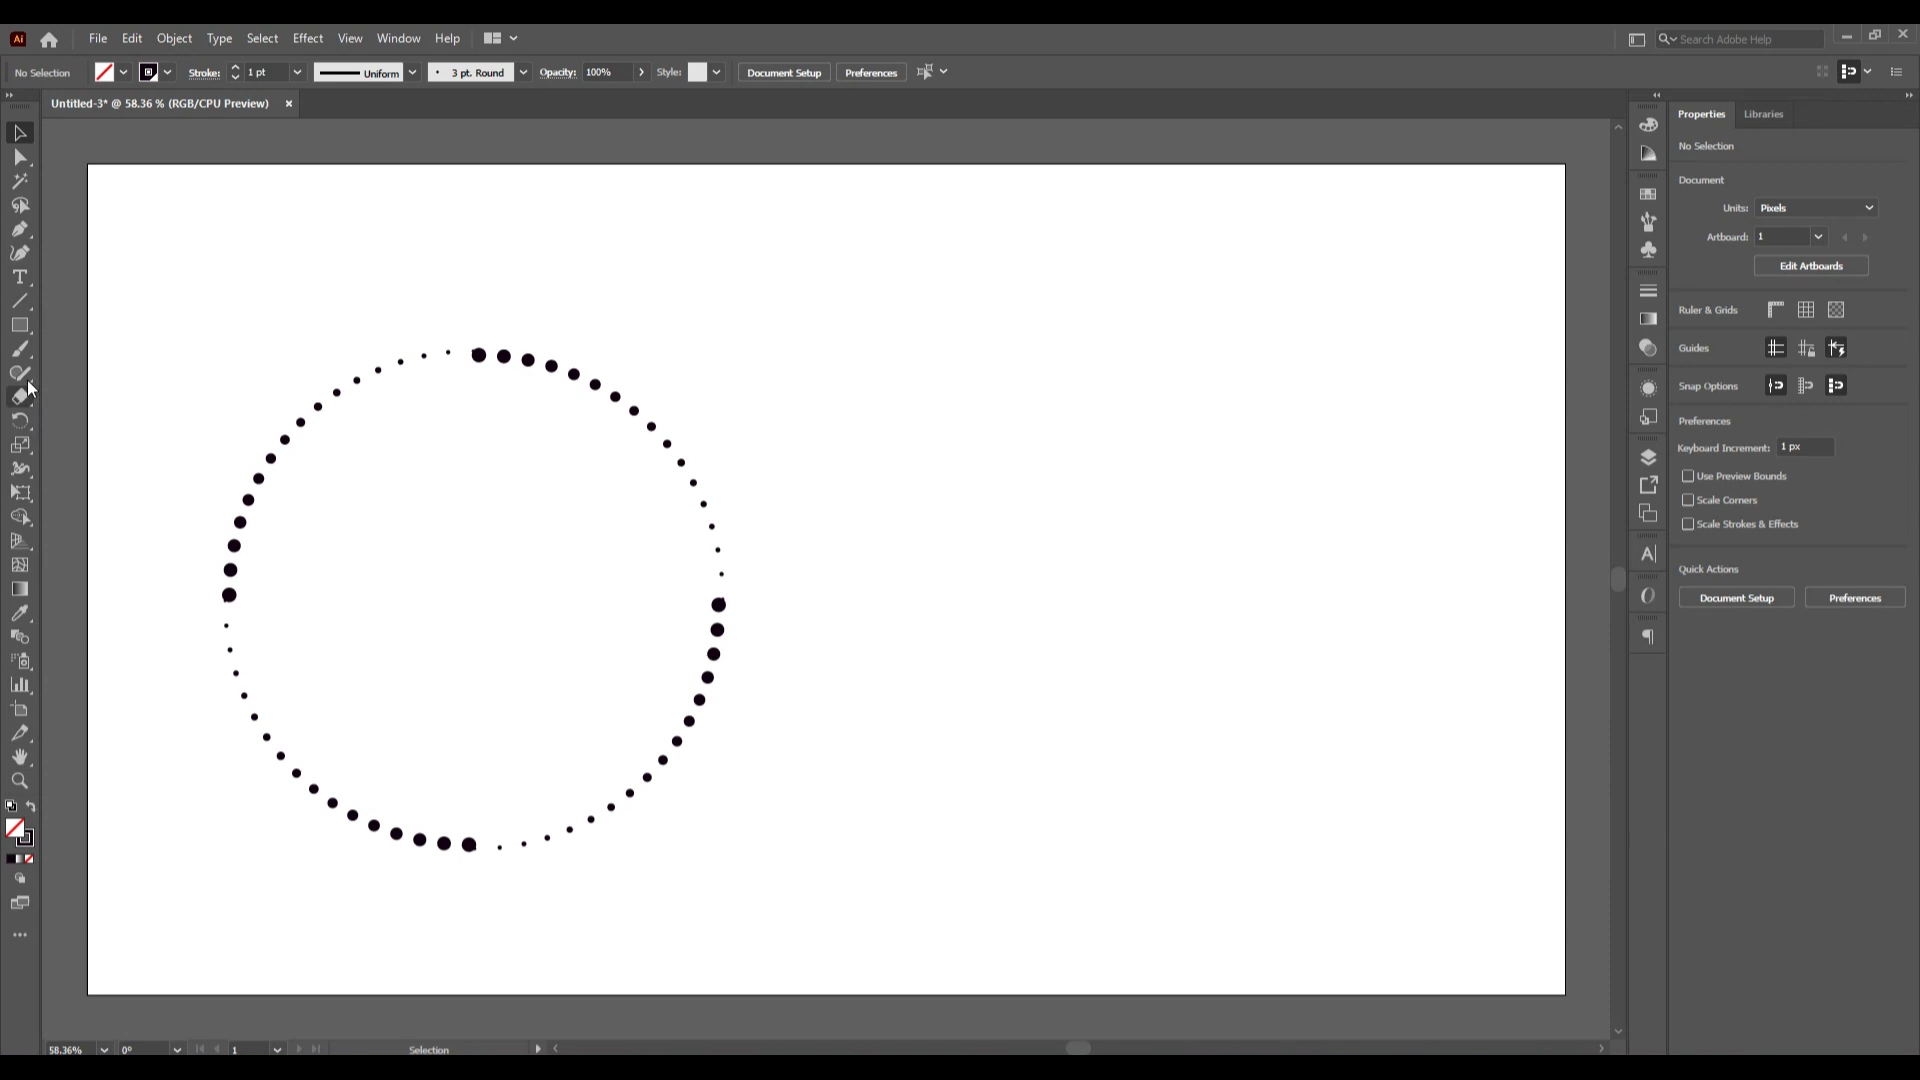 Ai File Edit Object Type Select Effect View Window Help Search Adobe Help
No Selection Stroke: 1 pt Uniform 3 pt. Round Opacity: 100% Style: Document Setup Preferences
Untitled-3* @ 58.36 % (RGB/CPU Preview)
Properties Libraries
No Selection
Document
Units: Pixels
Artboard: 1
Edit Artboards
Ruler & Grids
Guides
Snap Options
Preferences
Keyboard Increment: 1 px
Use Preview Bounds
Scale Corners
Scale Strokes & Effects
Quick Actions
Document Setup Preferences
58.36% 0° 1 Selection